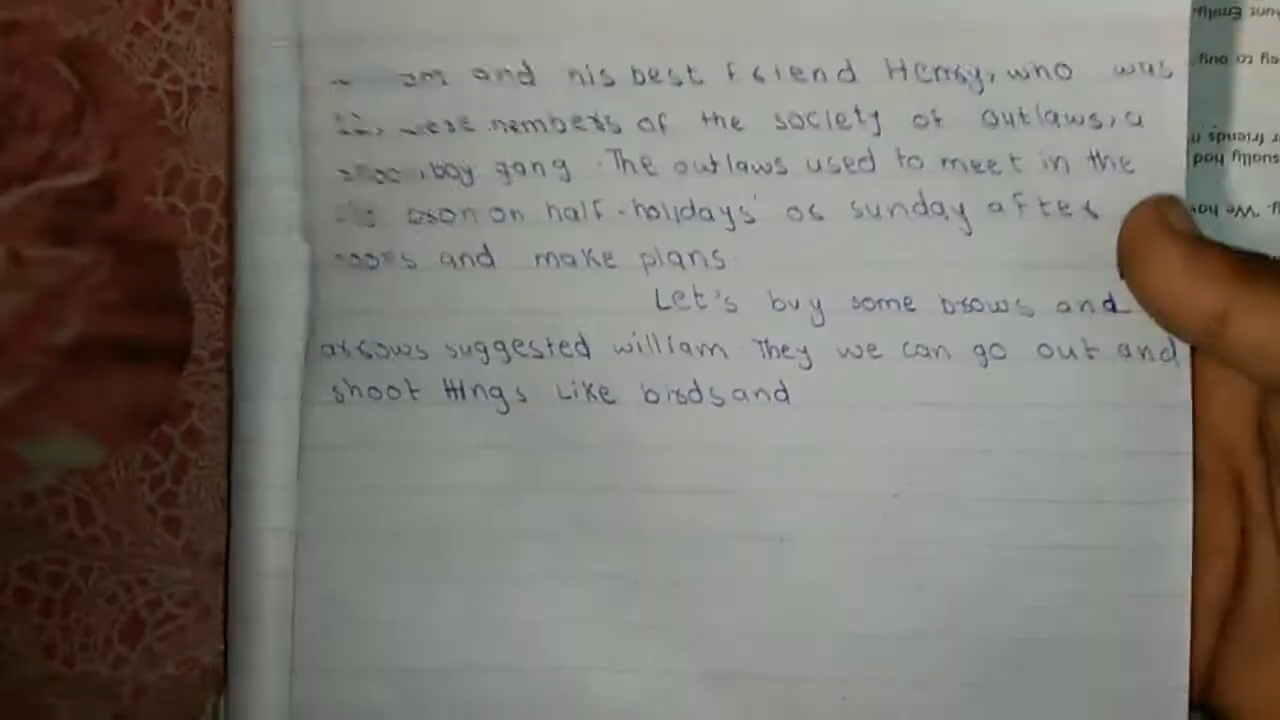 and his best Friend Henry, who was
were members of the society of outlaws, a
boy gang. The outlaws used to meet in the
on half-holidays' or sunday after
and make plans
Let's buy some brows and
arrows suggested william They we can go out and
shoot things Like birds and